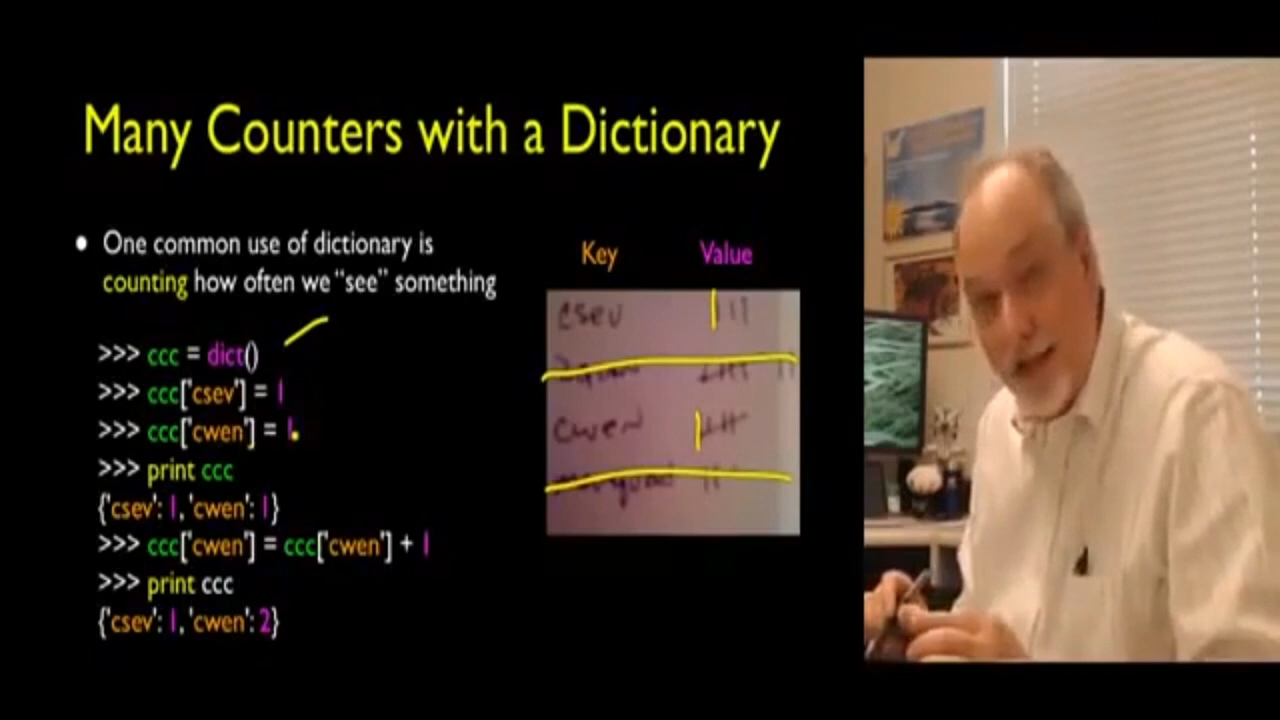 Many Counters with a Dictionary
● One common use of dictionary is
counting how often we "see" something
>>> ccc = dict()
>>> ccc['csev'] = 1
>>> ccc['cwen'] = 1
>>> print ccc
{'csev': 1, 'cwen': 1}
>>> ccc['cwen'] = ccc['cwen'] + 1
>>> print ccc
{'csev': 1, 'cwen': 2}
Key Value
csev
cwen